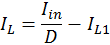 I_L = I_in / D − I_L1